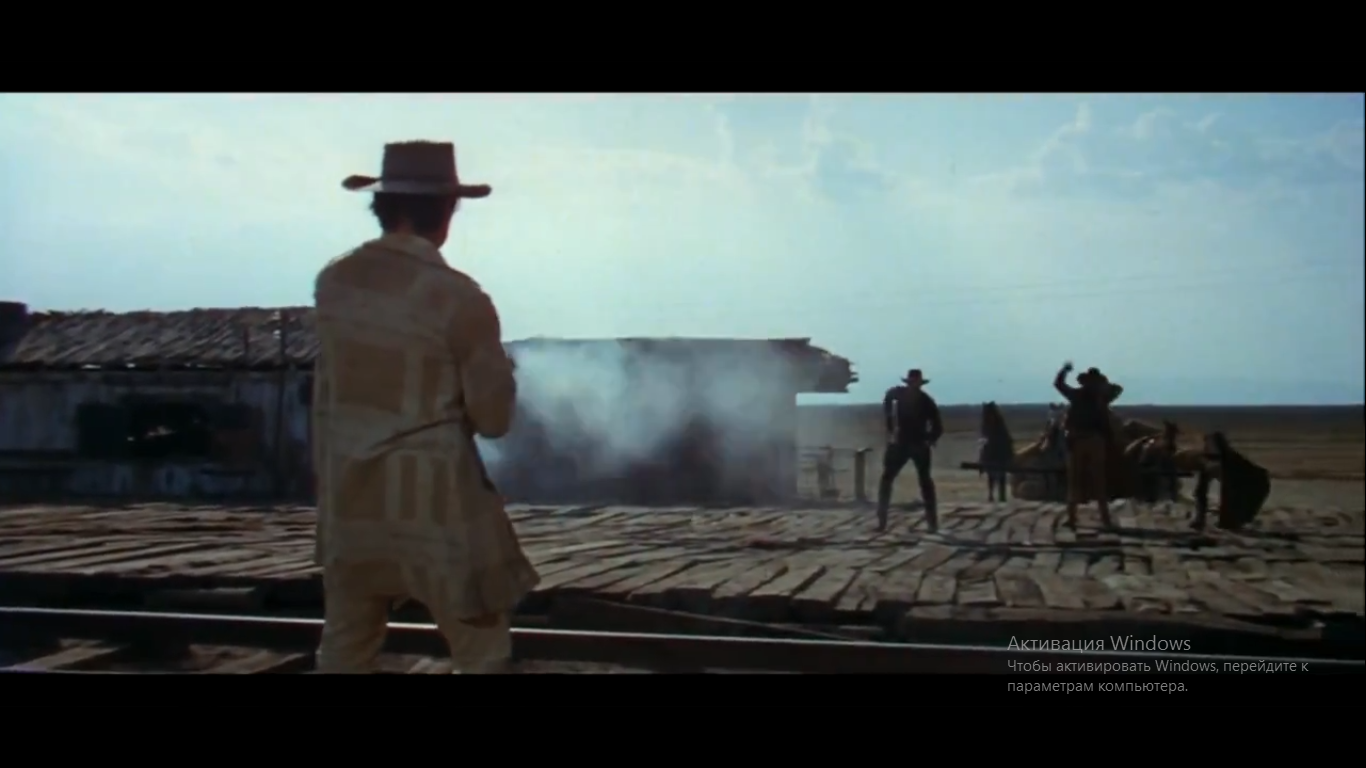 Активация Windows
Чтобы активировать Windows, перейдите к
параметрам компьютера.